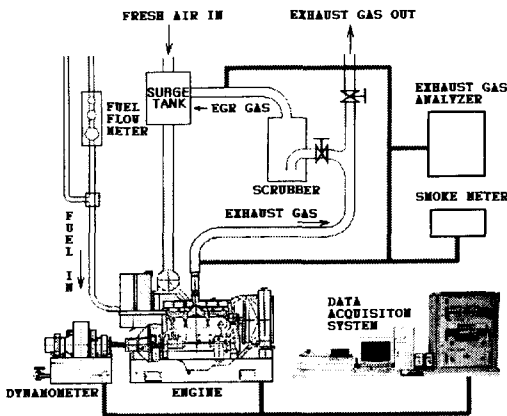 FRESH AIR IN
EXHAUST GAS OUT
SURGE
TANK
EGR GAS
FUEL
FLOW
METER
EXHAUST GAS
ANALYZER
SCRUBBER
SMOKE METER
EXHAUST GAS
FUEL IN
DATA
ACQUISITON
SYSTEM
DYNAMOMETER
ENGINE